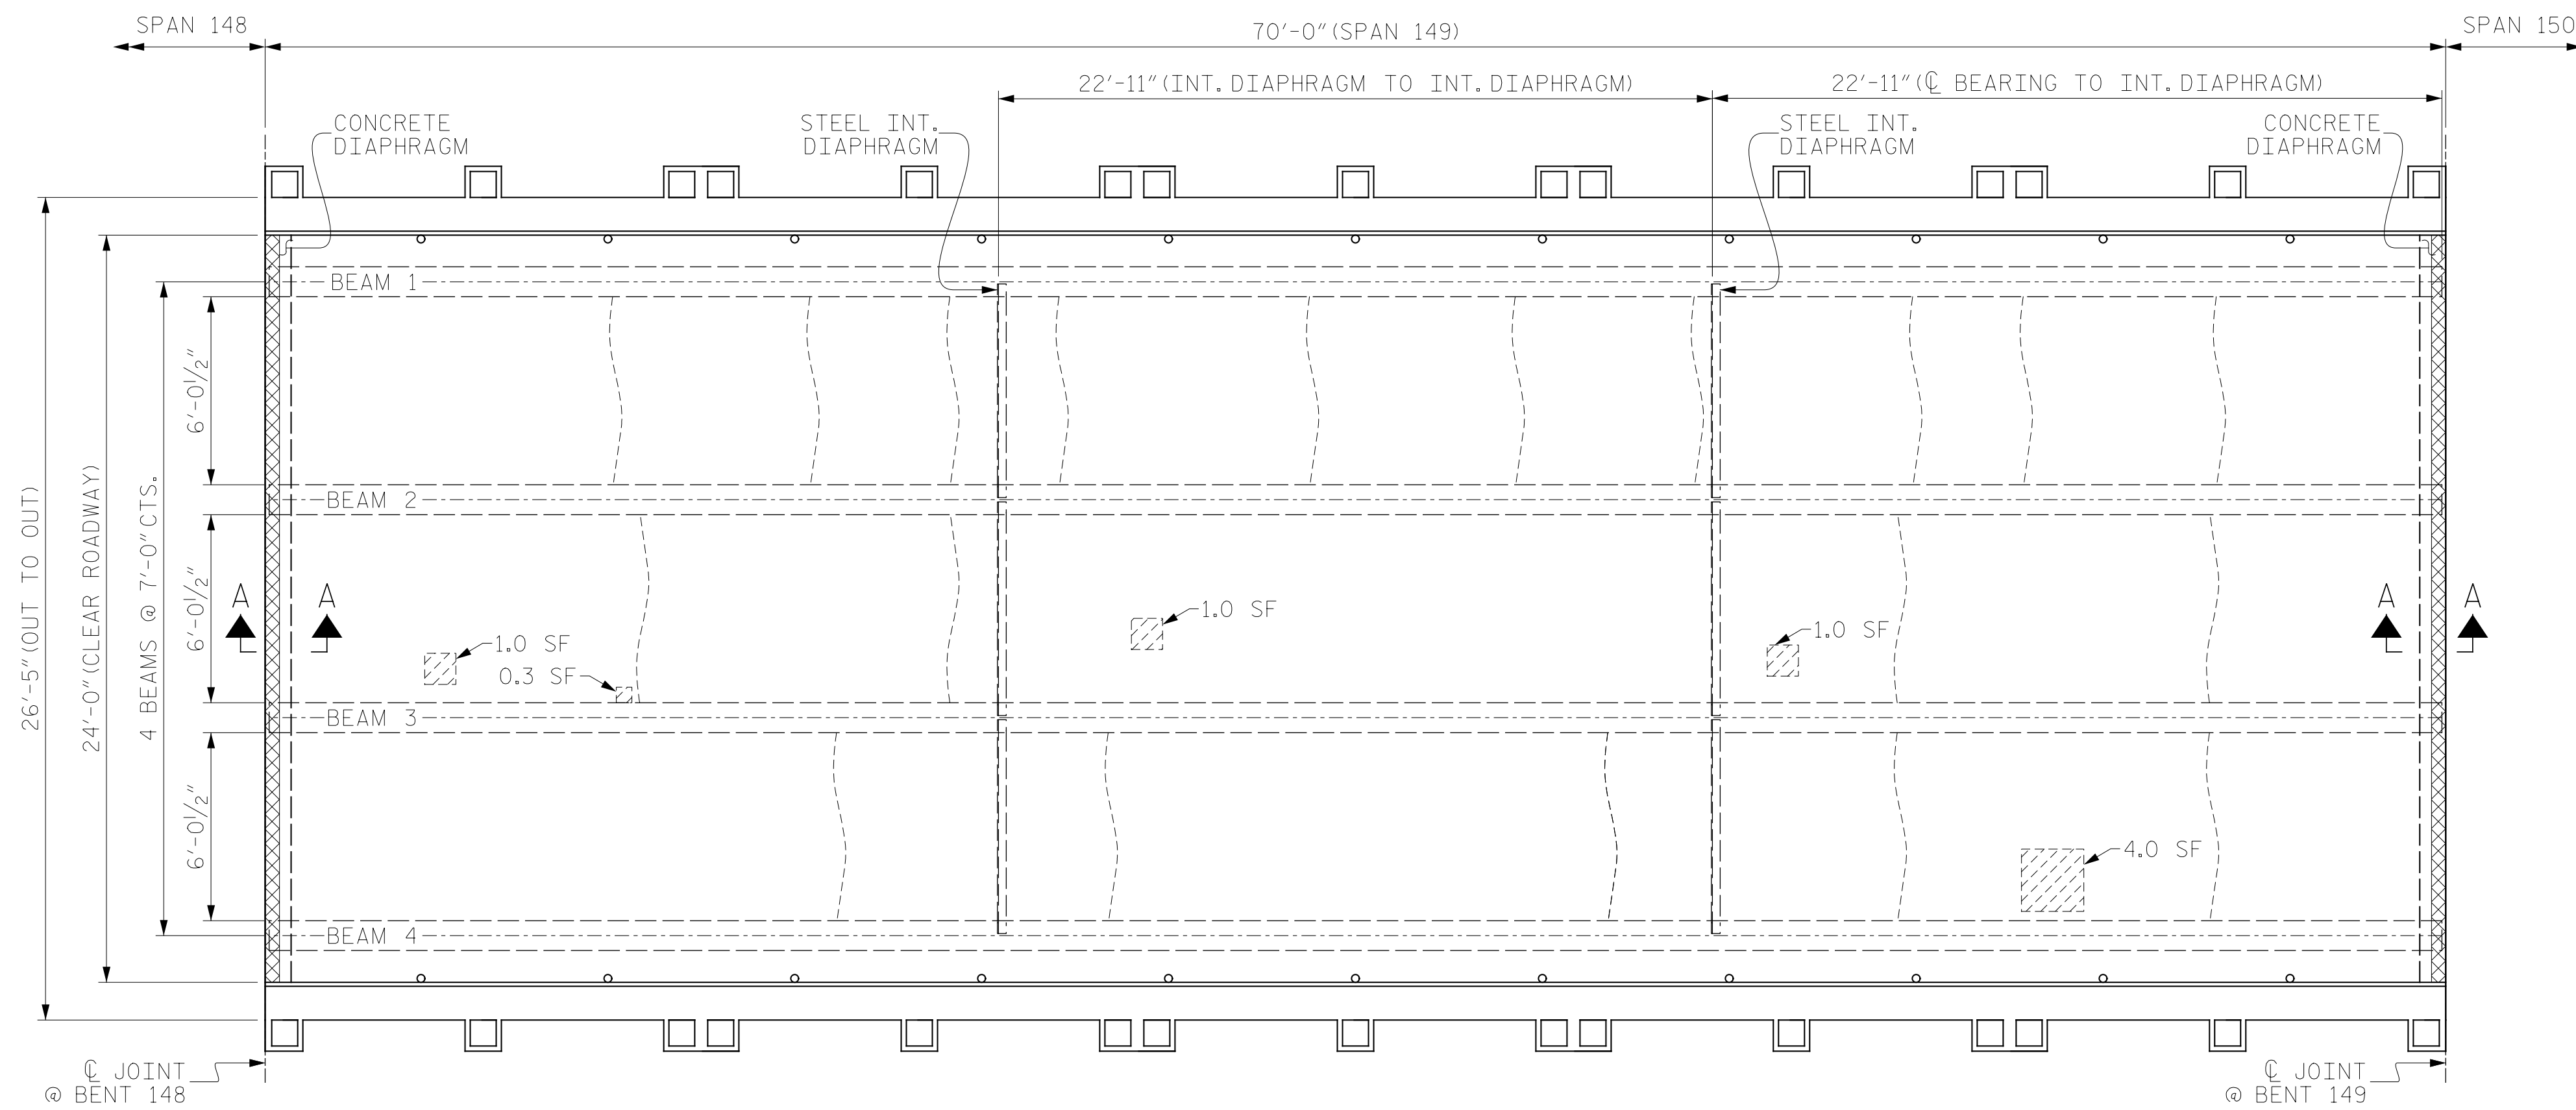 SPAN 148
70'-0" (SPAN 149)
SPAN 150
22'-11" (INT. DIAPHRAGM TO INT. DIAPHRAGM)
22'-11" (℄ BEARING TO INT. DIAPHRAGM)
CONCRETE
DIAPHRAGM
STEEL INT.
DIAPHRAGM
STEEL INT.
DIAPHRAGM
CONCRETE
DIAPHRAGM
26'-5" (OUT TO OUT)
24'-0" (CLEAR ROADWAY)
4 BEAMS @ 7'-0" CTS.
6'-0½"
6'-0½"
6'-0½"
BEAM 1
BEAM 2
A
A
A
A
1.0 SF
1.0 SF
1.0 SF
0.3 SF
BEAM 3
4.0 SF
BEAM 4
℄ JOINT
@ BENT 148
℄ JOINT
@ BENT 149